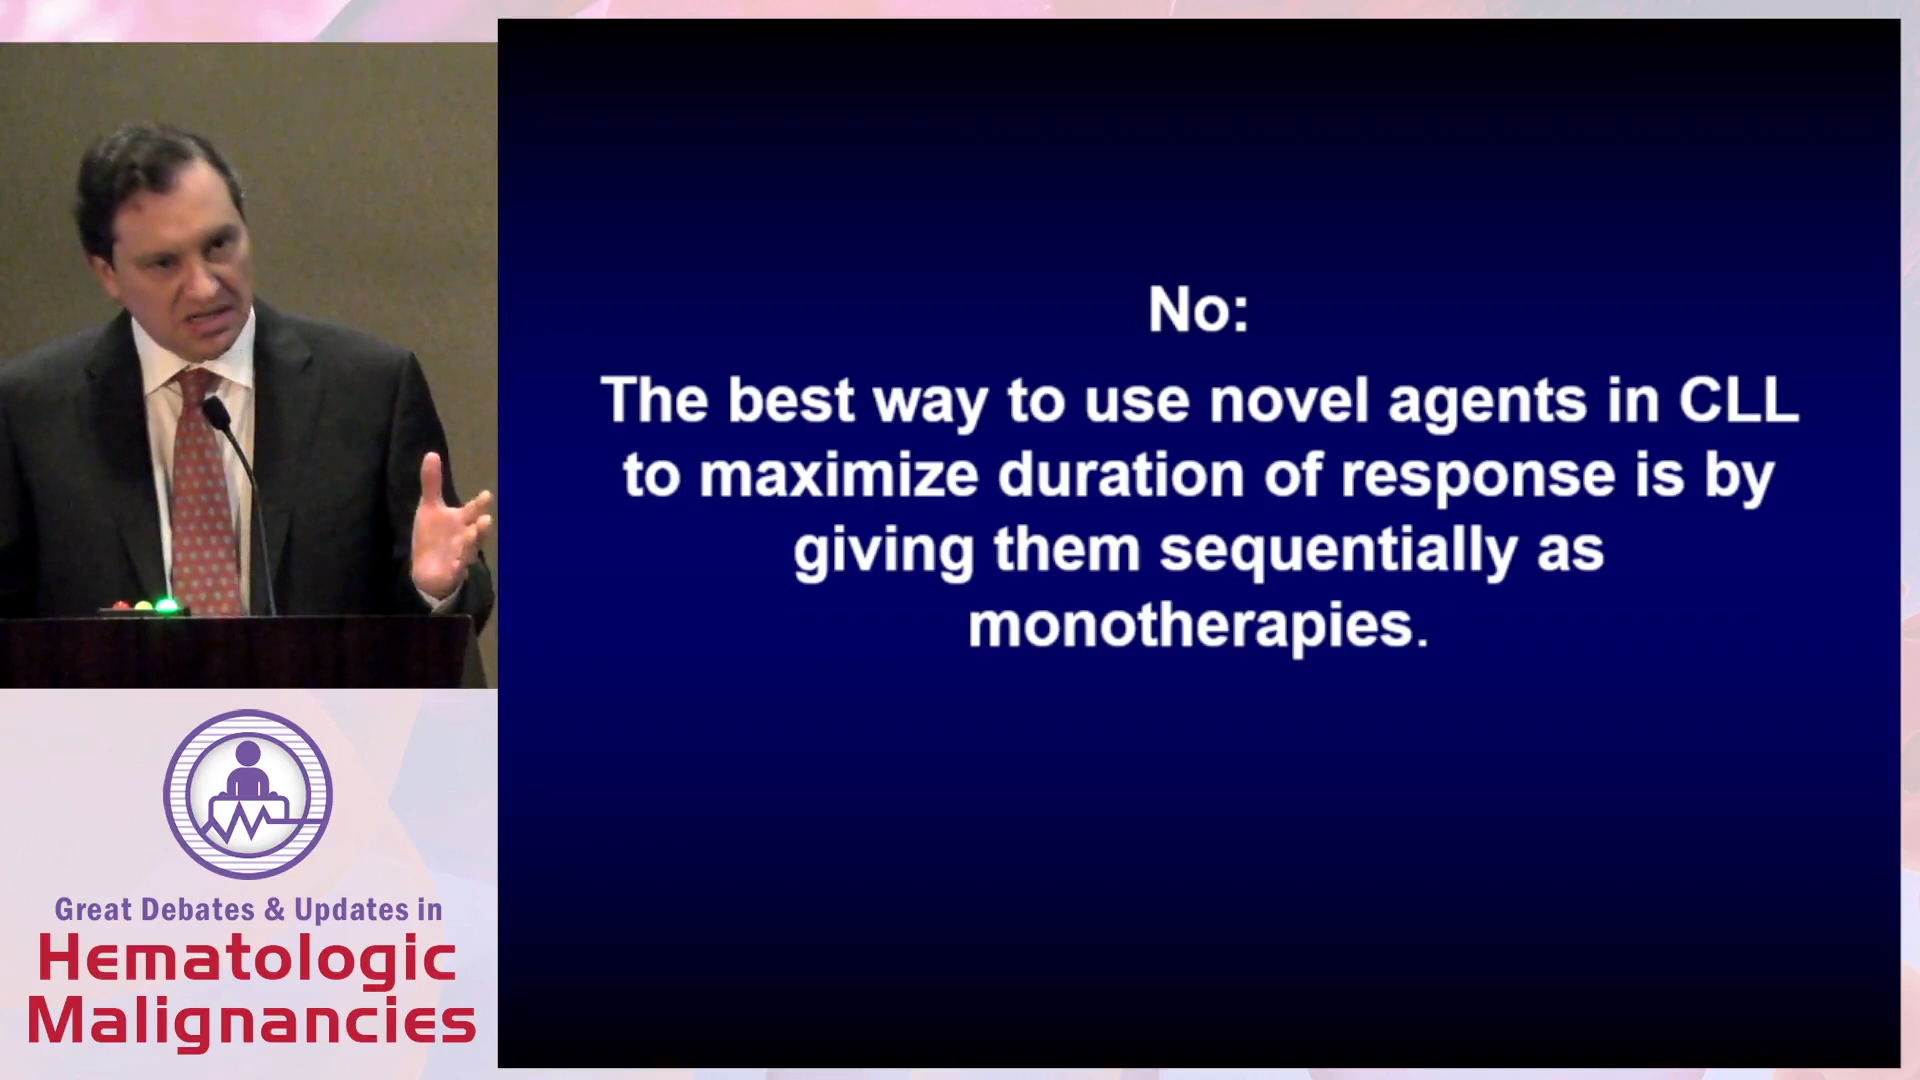 No:
The best way to use novel agents in CLL
to maximize duration of response is by
giving them sequentially as
monotherapies.
Great Debates & Updates in
Hematologic
Malignancies